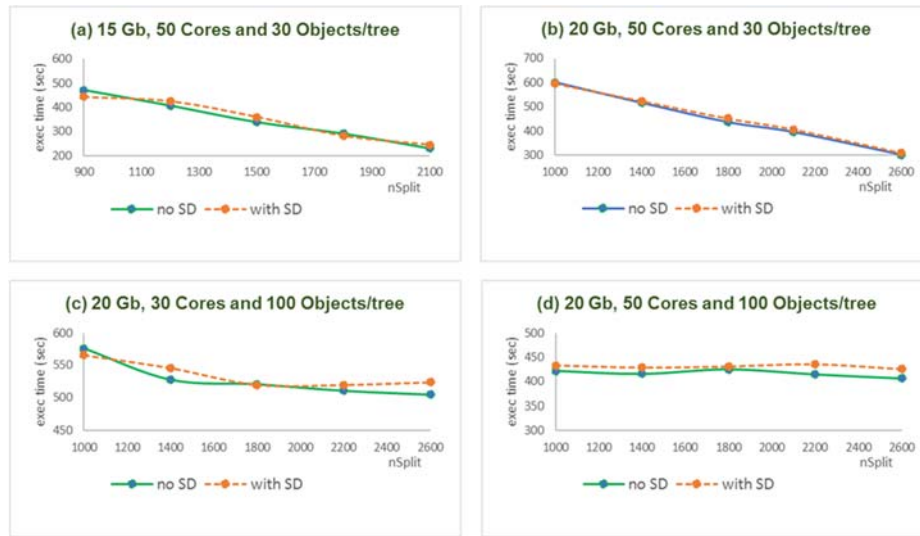 (a) 15 Gb, 50 Cores and 30 Objects/tree
exec time (sec)
600
500
400
300
200
900 1100 1300 1500 1700 1900 2100
nSplit
no SD with SD
(b) 20 Gb, 50 Cores and 30 Objects/tree
exec time (sec)
700
600
500
400
300
1000 1200 1400 1600 1800 2000 2200 2400 2600
nSplit
no SD with SD
(c) 20 Gb, 30 Cores and 100 Objects/tree
exec time (sec)
600
550
500
450
1000 1200 1400 1600 1800 2000 2200 2400 2600
nSplit
no SD with SD
(d) 20 Gb, 50 Cores and 100 Objects/tree
exec time (sec)
500
450
400
350
300
1000 1200 1400 1600 1800 2000 2200 2400 2600
nSplit
no SD with SD